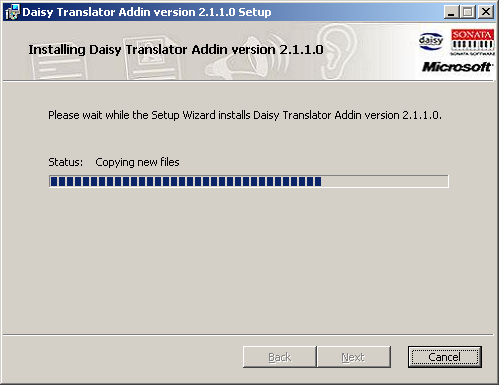 Daisy Translator Addin version 2.1.1.0 Setup
Installing Daisy Translator Addin version 2.1.1.0
daisy
SONATA
SONATA SOFTWARE
Microsoft
Please wait while the Setup Wizard installs Daisy Translator Addin version 2.1.1.0.
Status: Copying new files
Back Next Cancel